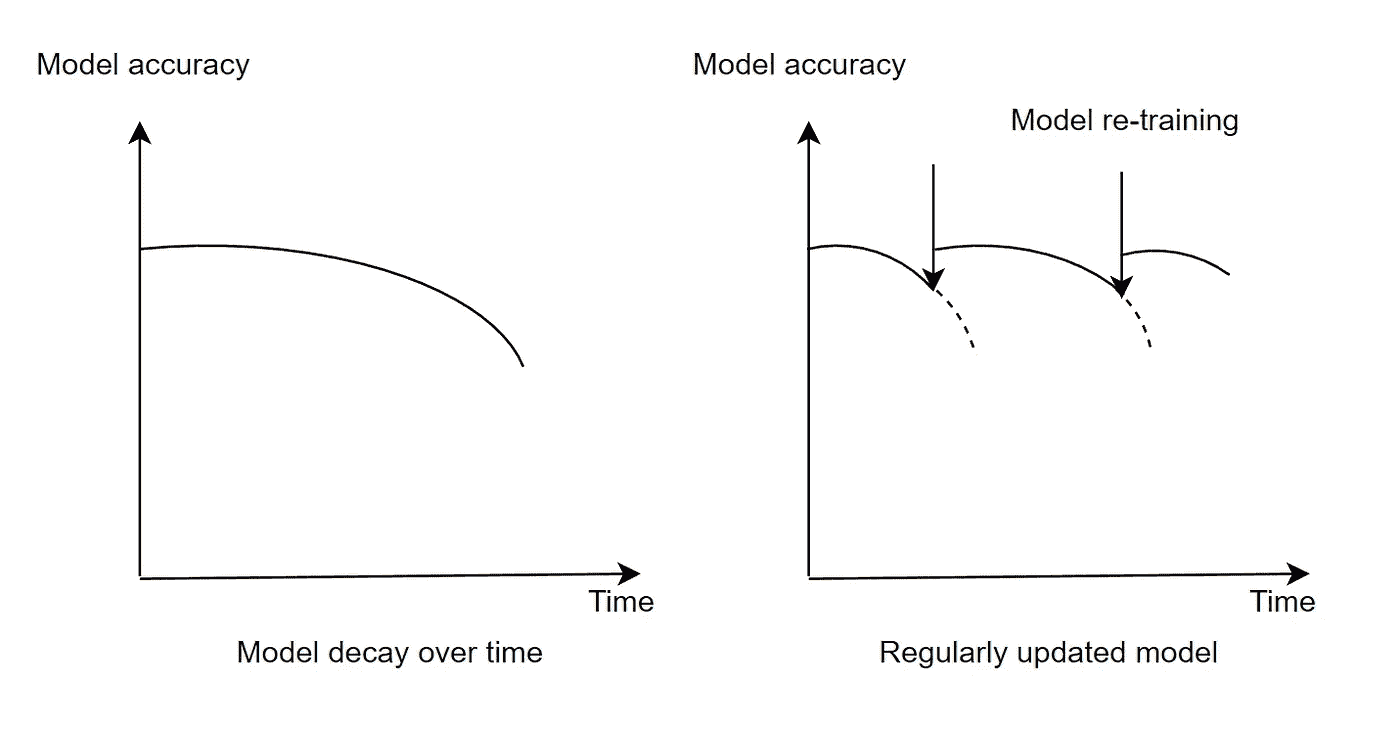 Model accuracy
Time
Model decay over time
Model accuracy
Model re-training
Time
Regularly updated model